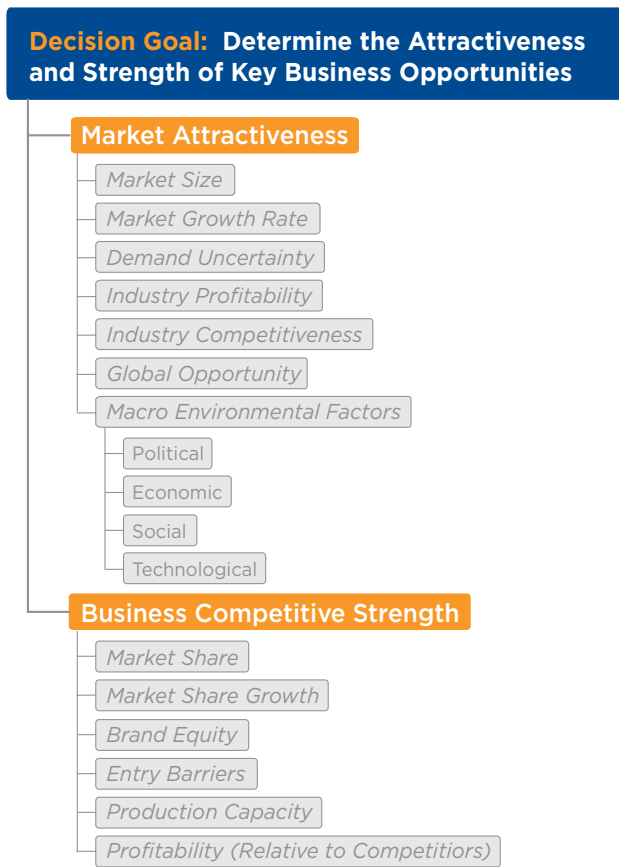 Decision Goal: Determine the Attractiveness
and Strength of Key Business Opportunities
Market Attractiveness
Market Size
Market Growth Rate
Demand Uncertainty
Industry Profitability
Industry Competitiveness
Global Opportunity
Macro Environmental Factors
Political
Economic
Social
Technological
Business Competitive Strength
Market Share
Market Share Growth
Brand Equity
Entry Barriers
Production Capacity
Profitability (Relative to Competitiors)